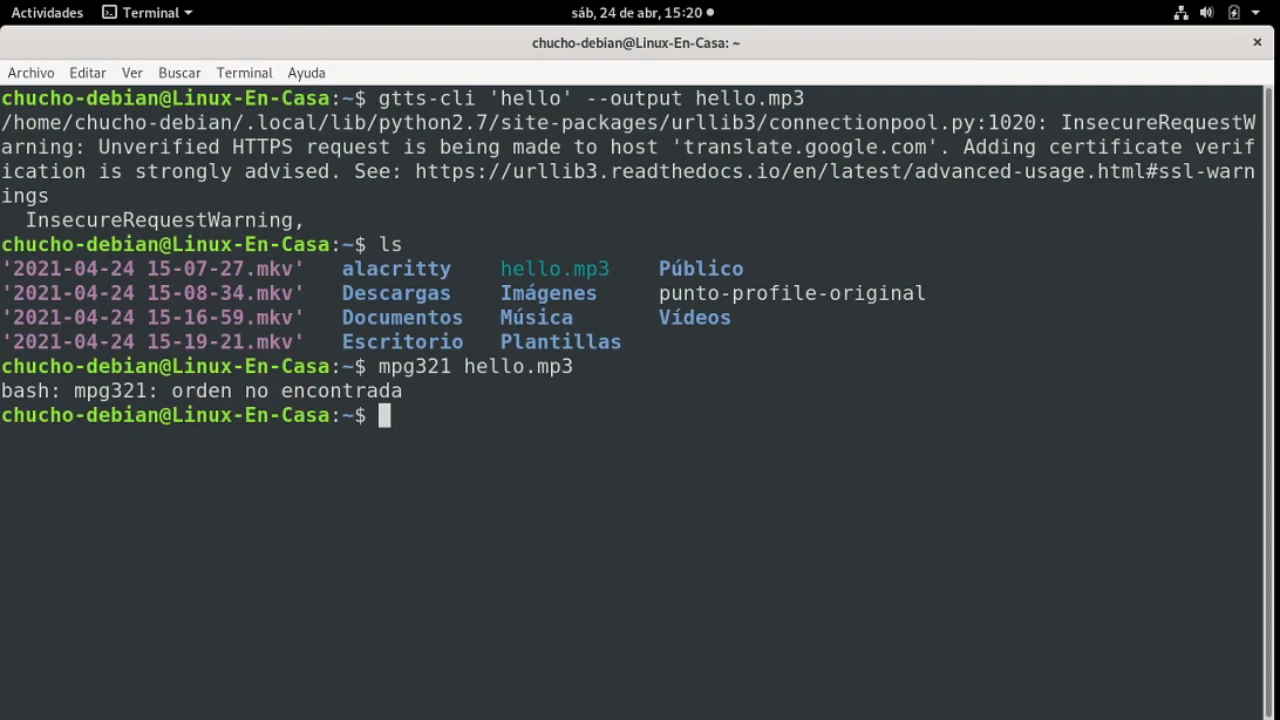 Actividades Terminal sáb, 24 de abr, 15:20
chucho-debian@Linux-En-Casa: ~
Archivo Editar Ver Buscar Terminal Ayuda
chucho-debian@Linux-En-Casa:~$ gtts-cli 'hello' --output hello.mp3
/home/chucho-debian/.local/lib/python2.7/site-packages/urllib3/connectionpool.py:1020: InsecureRequestW
arning: Unverified HTTPS request is being made to host 'translate.google.com'. Adding certificate verif
ication is strongly advised. See: https://urllib3.readthedocs.io/en/latest/advanced-usage.html#ssl-warn
ings
  InsecureRequestWarning,
chucho-debian@Linux-En-Casa:~$ ls
'2021-04-24 15-07-27.mkv' alacritty hello.mp3 Público
'2021-04-24 15-08-34.mkv' Descargas Imágenes punto-profile-original
'2021-04-24 15-16-59.mkv' Documentos Música Vídeos
'2021-04-24 15-19-21.mkv' Escritorio Plantillas
chucho-debian@Linux-En-Casa:~$ mpg321 hello.mp3
bash: mpg321: orden no encontrada
chucho-debian@Linux-En-Casa:~$